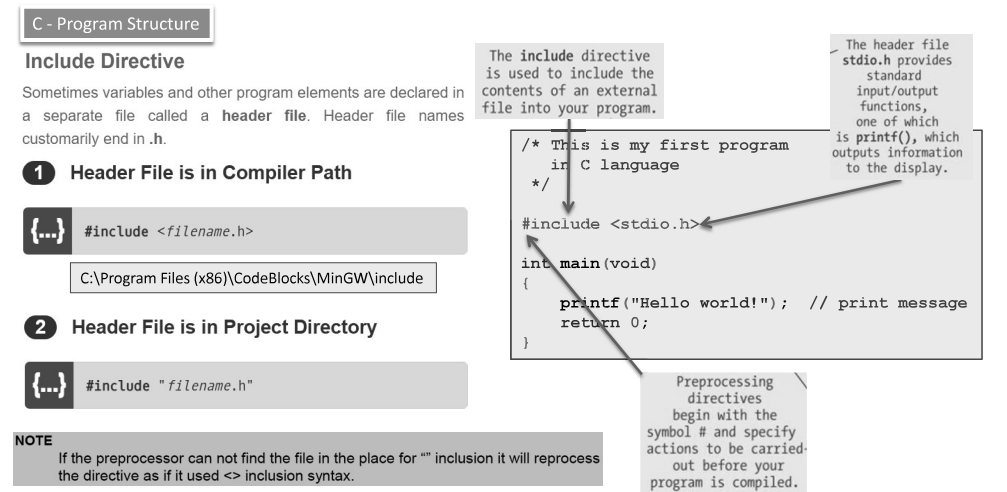 C - Program Structure
Include Directive
Sometimes variables and other program elements are declared in
a separate file called a header file. Header file names
customarily end in .h.
1 Header File is in Compiler Path
{...} #include <filename.h>
C:\Program Files (x86)\CodeBlocks\MinGW\include
2 Header File is in Project Directory
{...} #include "filename.h"
NOTE
If the preprocessor can not find the file in the place for “” inclusion it will reprocess
the directive as if it used <> inclusion syntax.
The include directive
is used to include the
contents of an external
file into your program.
The header file
stdio.h provides
standard
input/output
functions,
one of which
is printf(), which
outputs information
to the display.
/* This is my first program
in C language
*/
#include <stdio.h>
int main(void)
{
printf("Hello world!"); // print message
return 0;
}
Preprocessing
directives
begin with the
symbol # and specify
actions to be carried-
out before your
program is compiled.